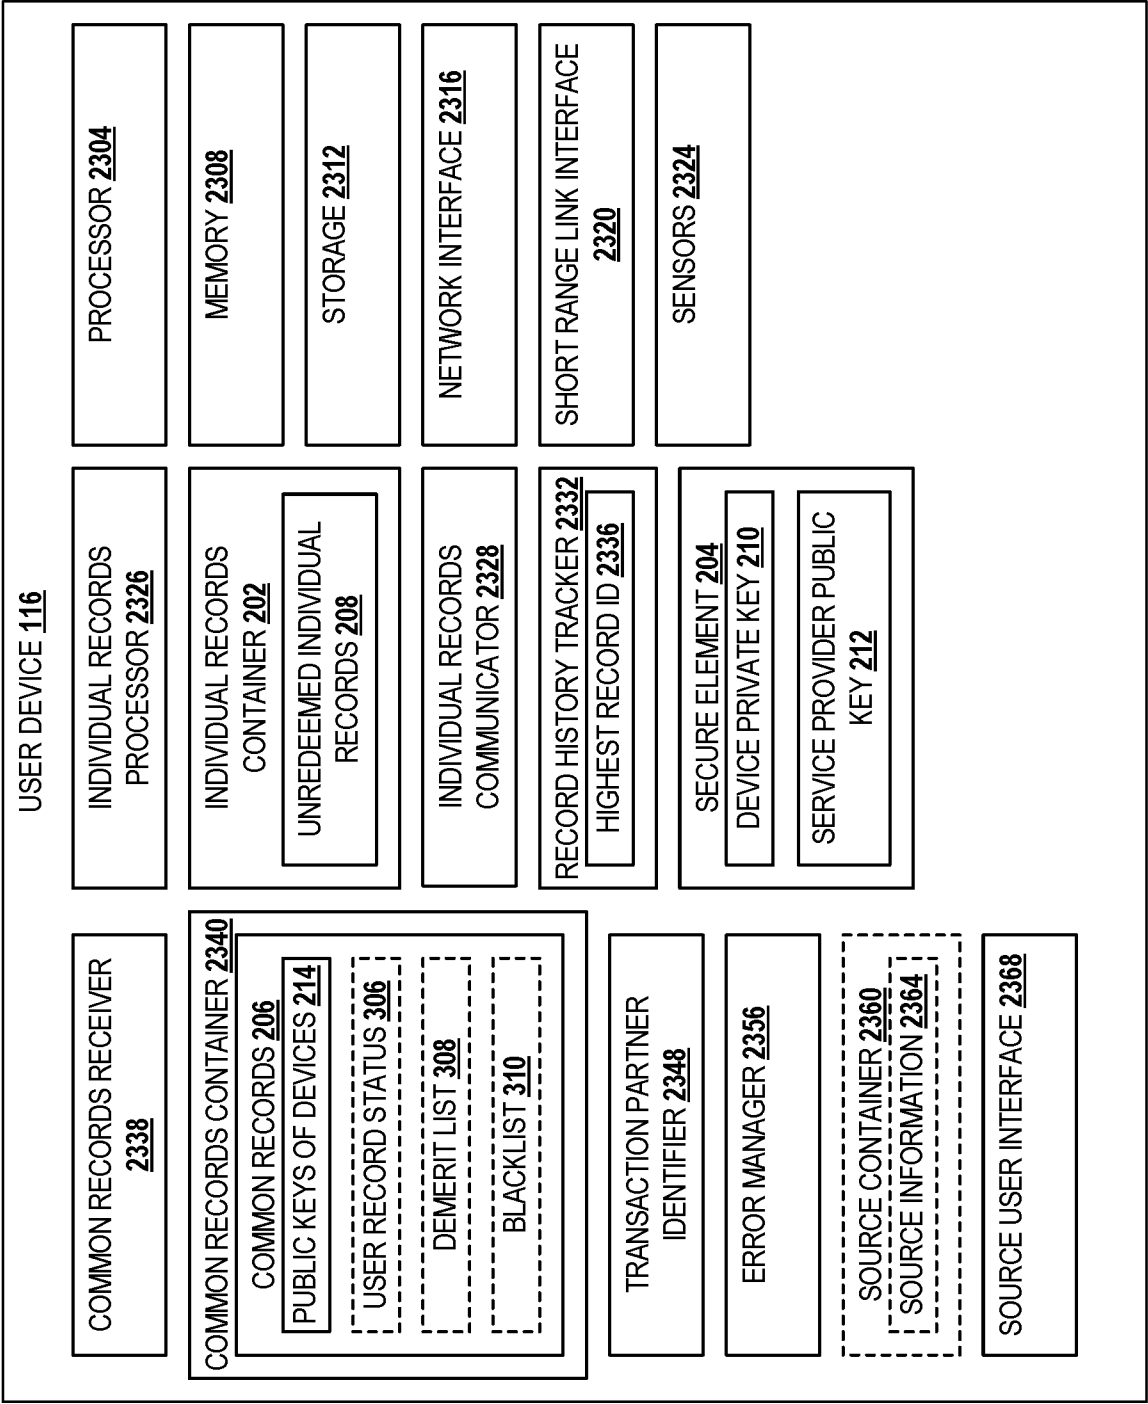 USER DEVICE 116
PROCESSOR 2304
MEMORY 2308
STORAGE 2312
NETWORK INTERFACE 2316
SHORT RANGE LINK INTERFACE
2320
SENSORS 2324
INDIVIDUAL RECORDS
PROCESSOR 2326
INDIVIDUAL RECORDS
CONTAINER 202
UNREDEEMED INDIVIDUAL
RECORDS 208
INDIVIDUAL RECORDS
COMMUNICATOR 2328
RECORD HISTORY TRACKER 2332
HIGHEST RECORD ID 2336
SECURE ELEMENT 204
DEVICE PRIVATE KEY 210
SERVICE PROVIDER PUBLIC
KEY 212
COMMON RECORDS RECEIVER
2338
COMMON RECORDS CONTAINER 2340
COMMON RECORDS 206
PUBLIC KEYS OF DEVICES 214
USER RECORD STATUS 306
DEMERIT LIST 308
BLACKLIST 310
TRANSACTION PARTNER
IDENTIFIER 2348
ERROR MANAGER 2356
SOURCE CONTAINER 2360
SOURCE INFORMATION 2364
SOURCE USER INTERFACE 2368